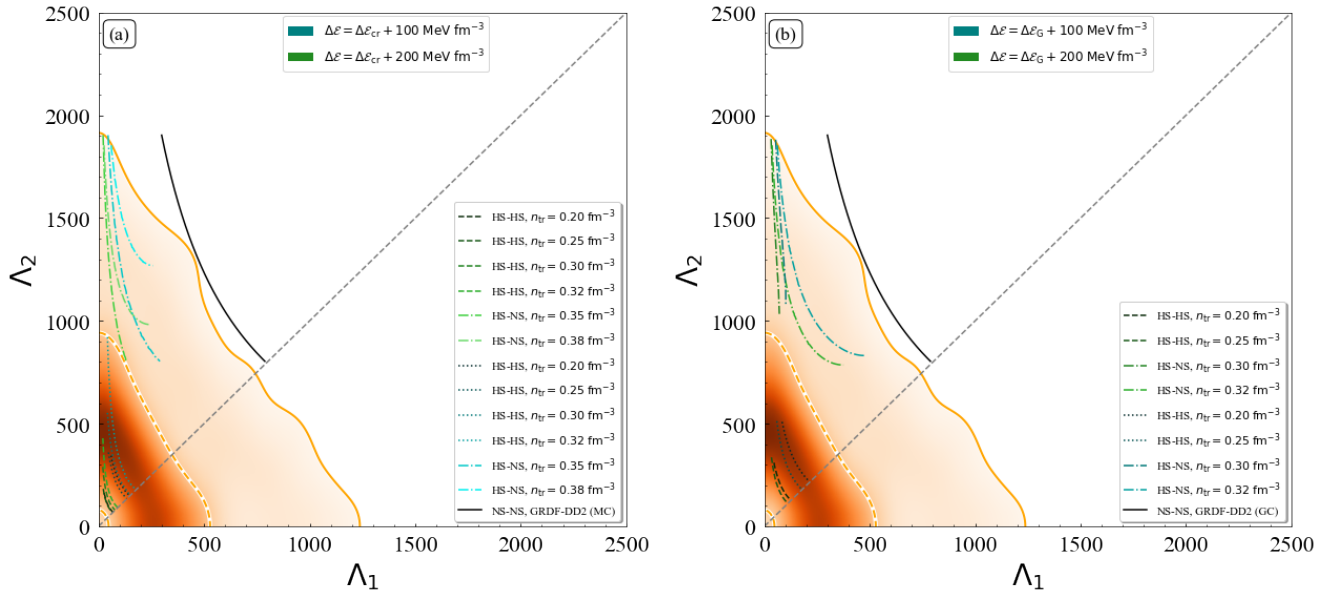 (a)
Δℰ = Δℰcr + 100 MeV fm⁻³
Δℰ = Δℰcr + 200 MeV fm⁻³
2500
2000
1500
1000
500
0
Λ₂
HS-HS, ntr = 0.20 fm⁻³
HS-HS, ntr = 0.25 fm⁻³
HS-HS, ntr = 0.30 fm⁻³
HS-HS, ntr = 0.32 fm⁻³
HS-NS, ntr = 0.35 fm⁻³
HS-NS, ntr = 0.38 fm⁻³
HS-HS, ntr = 0.20 fm⁻³
HS-HS, ntr = 0.25 fm⁻³
HS-HS, ntr = 0.30 fm⁻³
HS-HS, ntr = 0.32 fm⁻³
HS-NS, ntr = 0.35 fm⁻³
HS-NS, ntr = 0.38 fm⁻³
NS-NS, GRDF-DD2 (MC)
0 500 1000 1500 2000 2500
Λ₁
(b)
Δℰ = ΔℰG + 100 MeV fm⁻³
Δℰ = ΔℰG + 200 MeV fm⁻³
2500
2000
1500
1000
500
0
Λ₂
HS-HS, ntr = 0.20 fm⁻³
HS-HS, ntr = 0.25 fm⁻³
HS-NS, ntr = 0.30 fm⁻³
HS-NS, ntr = 0.32 fm⁻³
HS-HS, ntr = 0.20 fm⁻³
HS-HS, ntr = 0.25 fm⁻³
HS-NS, ntr = 0.30 fm⁻³
HS-NS, ntr = 0.32 fm⁻³
NS-NS, GRDF-DD2 (GC)
0 500 1000 1500 2000 2500
Λ₁